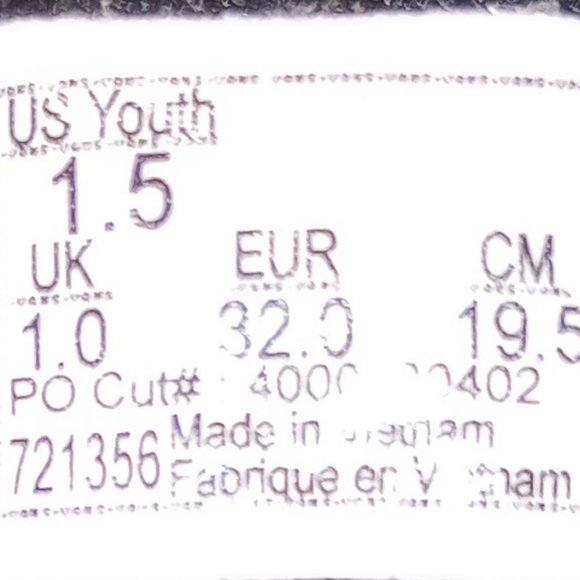 US Youth
1.5
UK EUR CM
1.0 32.0 19.5
PO Cut# : 0402
721356 Made in
Fabrique en